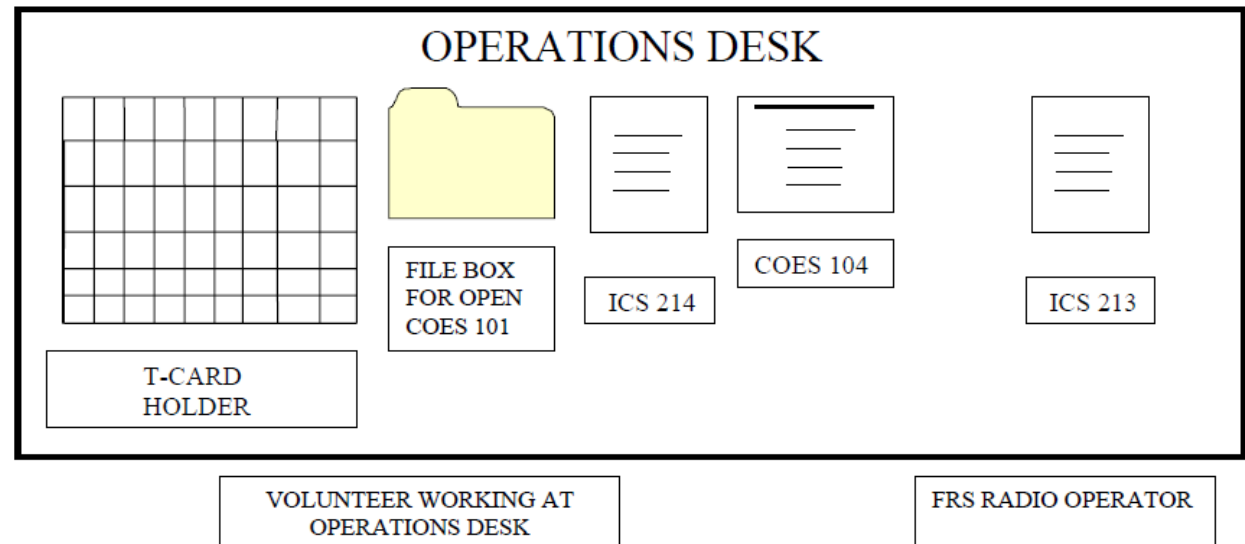 OPERATIONS DESK
T-CARD
HOLDER
FILE BOX
FOR OPEN
COES 101
ICS 214
COES 104
ICS 213
VOLUNTEER WORKING AT
OPERATIONS DESK
FRS RADIO OPERATOR